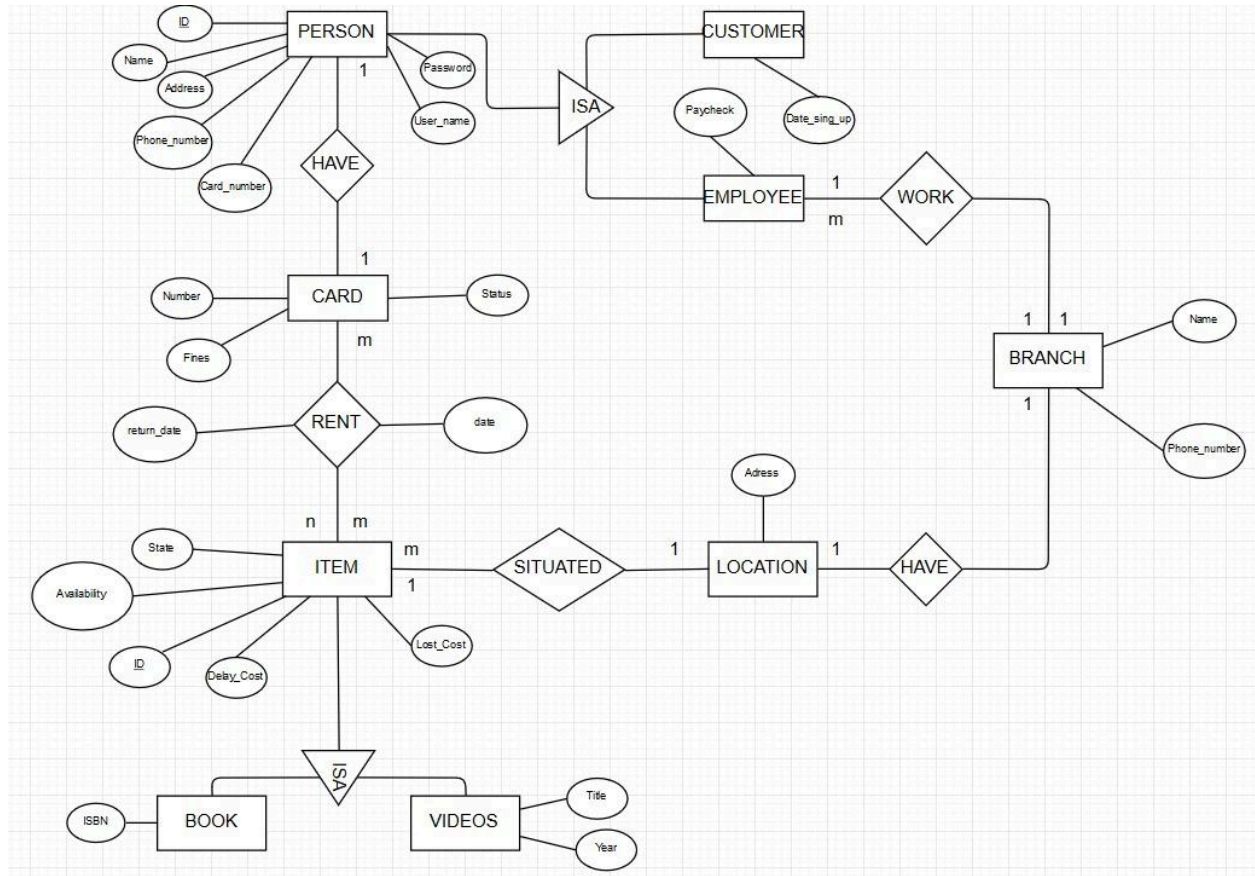 ID
PERSON
CUSTOMER
Name
Password
1
Address
ISA
Paycheck
Date_sing_up
User_name
Phone_number
HAVE
Card_number
EMPLOYEE
1
WORK
m
1
Number
CARD
Status
Name
1
1
m
BRANCH
Fines
1
return_date
RENT
date
Phone_number
Adress
n
m
State
m
SITUATED
1
LOCATION
1
HAVE
ITEM
1
Availability
Lost_Cost
ID
Delay_Cost
ISA
Title
ISBN
BOOK
VIDEOS
Year